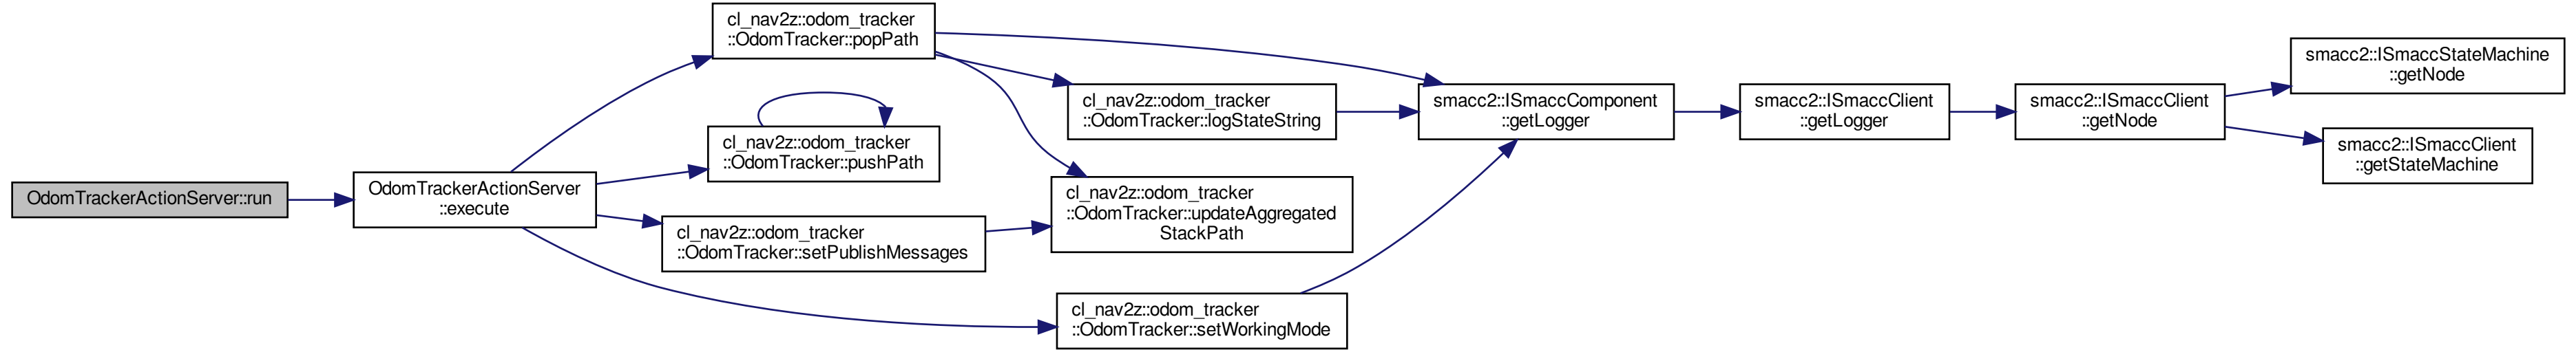 OdomTrackerActionServer::run
OdomTrackerActionServer
::execute
cl_nav2z::odom_tracker
::OdomTracker::popPath
cl_nav2z::odom_tracker
::OdomTracker::pushPath
cl_nav2z::odom_tracker
::OdomTracker::setPublishMessages
cl_nav2z::odom_tracker
::OdomTracker::logStateString
cl_nav2z::odom_tracker
::OdomTracker::updateAggregated
StackPath
cl_nav2z::odom_tracker
::OdomTracker::setWorkingMode
smacc2::ISmaccComponent
::getLogger
smacc2::ISmaccClient
::getLogger
smacc2::ISmaccClient
::getNode
smacc2::ISmaccStateMachine
::getNode
smacc2::ISmaccClient
::getStateMachine